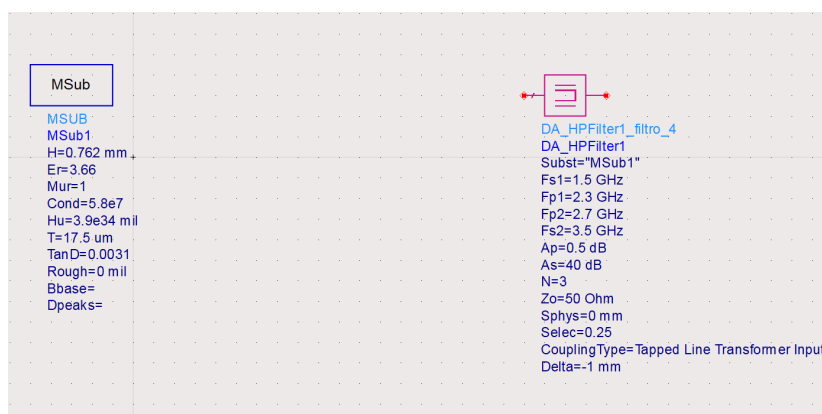 MSub
MSUB
MSub1
H=0.762 mm
Er=3.66
Mur=1
Cond=5.8e7
Hu=3.9e34 mil
T=17.5 um
TanD=0.0031
Rough=0 mil
Bbase=
Dpeaks=
DA_HPFilter1_filtro_4
DA_HPFilter1
Subst="MSub1"
Fs1=1.5 GHz
Fp1=2.3 GHz
Fp2=2.7 GHz
Fs2=3.5 GHz
Ap=0.5 dB
As=40 dB
N=3
Zo=50 Ohm
Sphys=0 mm
Selec=0.25
CouplingType=Tapped Line Transformer Input
Delta=-1 mm